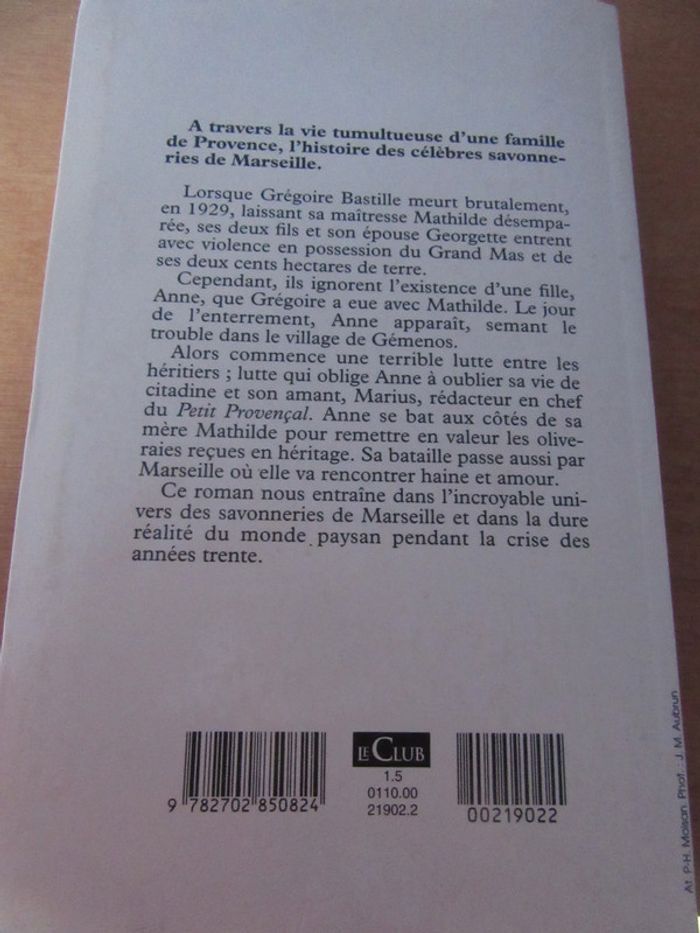 A travers la vie tumultueuse d'une famille
de Provence, l'histoire des célèbres savonne-
ries de Marseille.
Lorsque Grégoire Bastille meurt brutalement,
en 1929, laissant sa maîtresse Mathilde désempa-
rée, ses deux fils et son épouse Georgette entrent
avec violence en possession du Grand Mas et de
ses deux cents hectares de terre.
Cependant, ils ignorent l'existence d'une fille,
Anne, que Grégoire a eue avec Mathilde. Le jour
de l'enterrement, Anne apparaît, semant le
trouble dans le village de Gémenos.
Alors commence une terrible lutte entre les
héritiers ; lutte qui oblige Anne à oublier sa vie de
citadine et son amant, Marius, rédacteur en chef
du Petit Provençal. Anne se bat aux côtés de sa
mère Mathilde pour remettre en valeur les olive-
raies reçues en héritage. Sa bataille passe aussi par
Marseille où elle va rencontrer haine et amour.
Ce roman nous entraîne dans l'incroyable uni-
vers des savonneries de Marseille et dans la dure
réalité du monde paysan pendant la crise des
années trente.
9 782702 850824
LE CLUB
1.5
0110.00
21902.2
00219022
At. P-H. Moisan. Phot. : J. M. Aubrun